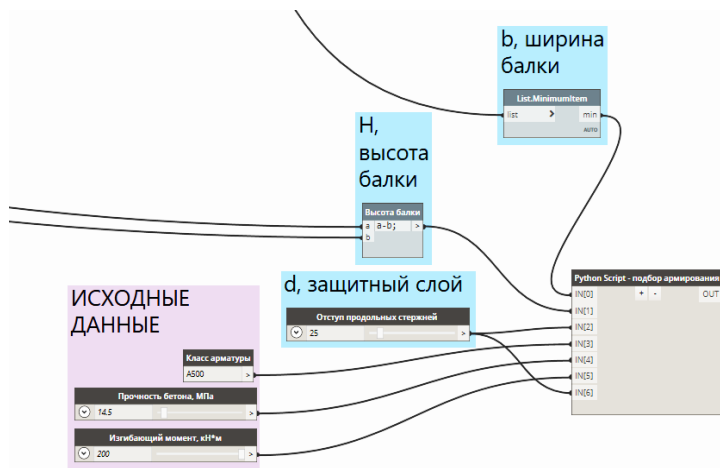 b, ширина
балки
List.MinimumItem
list > min
AUTO
H,
высота
балки
Высота балки
a a-b; >
b
d, защитный слой
Отступ продольных стержней
25 >
ИСХОДНЫЕ
ДАННЫЕ
Класс арматуры
A500 >
Прочность бетона, МПа
14.5 >
Изгибающий момент, кН*м
200 >
Python Script - подбор армирования
IN[0] + - OUT
IN[1]
IN[2]
IN[3]
IN[4]
IN[5]
IN[6]